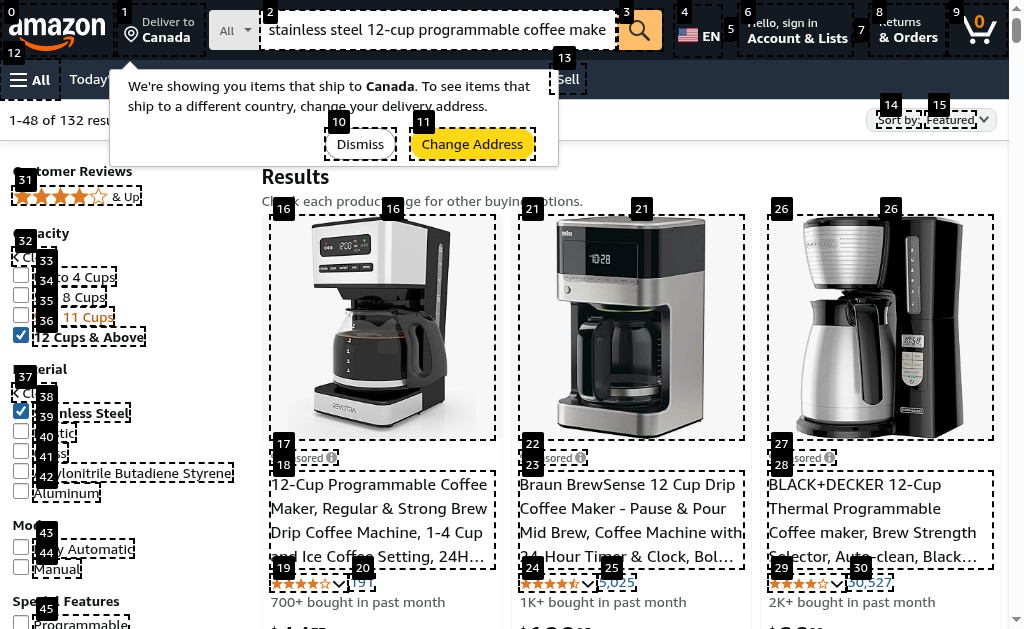 0
1
2
3
4
5
6
7
8
9
amazon
Deliver to
Canada
All
stainless steel 12-cup programmable coffee make
EN
Hello, sign in
Account & Lists
Returns
& Orders
0
12
13
All
Today'
Sell
We're showing you items that ship to Canada. To see items that
ship to a different country, change your delivery address.
10
11
Dismiss
Change Address
14
15
1-48 of 132 resu
Sort by:
Featured
31
Customer Reviews
& Up
Results
Check each product page for other buying options.
32
Capacity
33
34
to 4 Cups
35
8 Cups
36
11 Cups
12 Cups & Above
37
Material
38
39
Stainless Steel
40
41
42
Acrylonitrile Butadiene Styrene
Aluminum
43
44
Automatic
Manual
Special Features
45
Programmable
16
16
17
Sponsored
18
12-Cup Programmable Coffee
Maker, Regular & Strong Brew
Drip Coffee Machine, 1-4 Cup
and Ice Coffee Setting, 24H...
19
20
191
700+ bought in past month
21
21
10:28
22
Sponsored
23
Braun BrewSense 12 Cup Drip
Coffee Maker - Pause & Pour
Mid Brew, Coffee Machine with
24-Hour Timer & Clock, Bol...
24
25
5,025
1K+ bought in past month
26
26
27
Sponsored
28
BLACK+DECKER 12-Cup
Thermal Programmable
Coffee maker, Brew Strength
Selector, Auto-clean, Black...
29
30
30,527
2K+ bought in past month